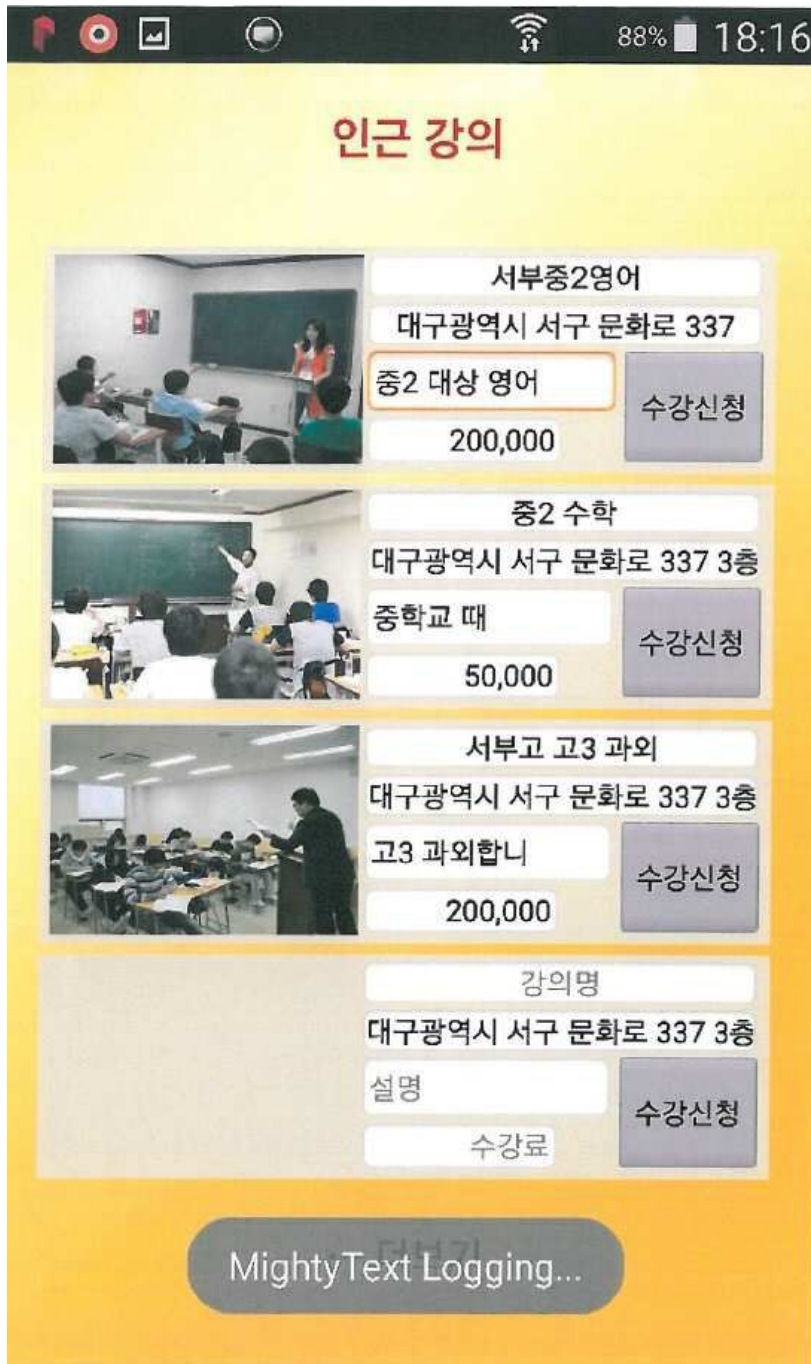 88% 18:16
인근 강의
서부중2영어
대구광역시 서구 문화로 337
중2 대상 영어
수강신청
200,000
중2 수학
대구광역시 서구 문화로 337 3층
중학교 때
수강신청
50,000
서부고 고3 과외
대구광역시 서구 문화로 337 3층
고3 과외합니
수강신청
200,000
강의명
대구광역시 서구 문화로 337 3층
설명
수강신청
수강료
더보기
MightyText Logging...